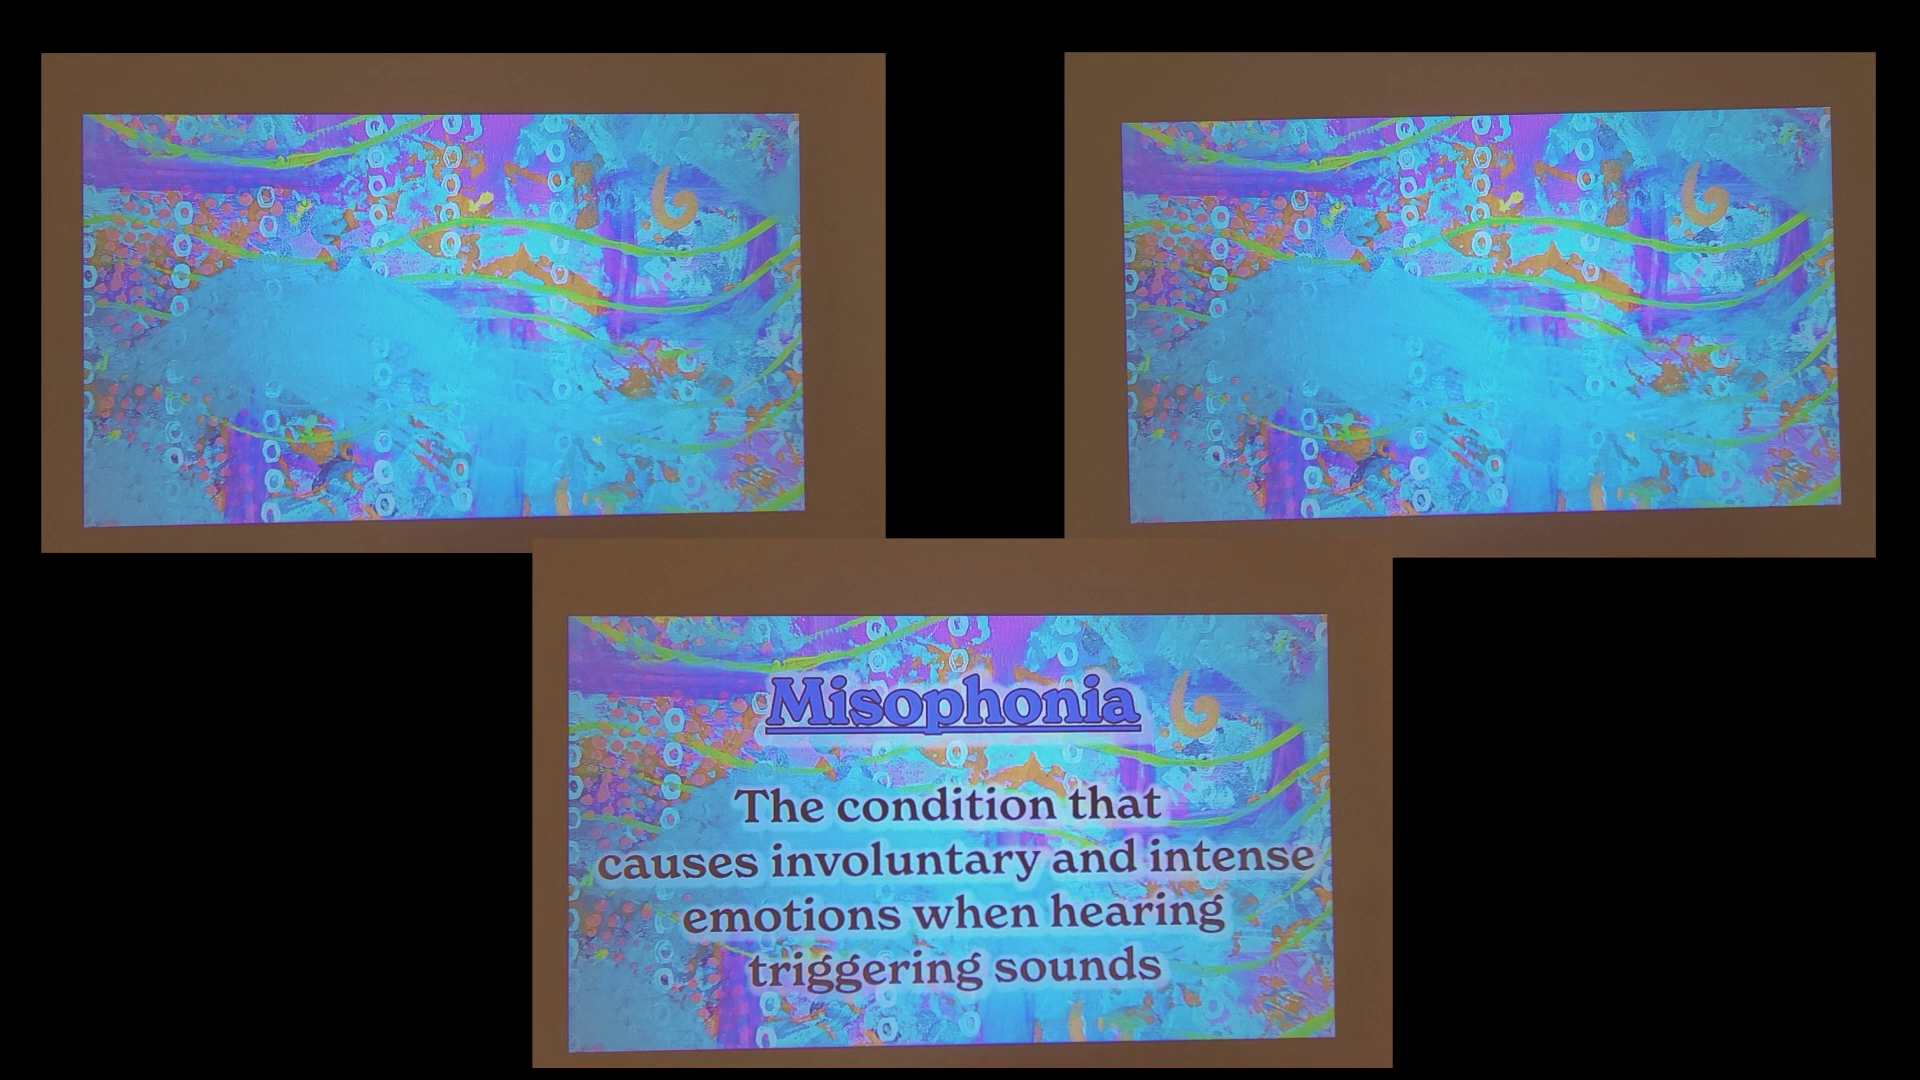 Misophonia
The condition that
causes involuntary and intense
emotions when hearing
triggering sounds